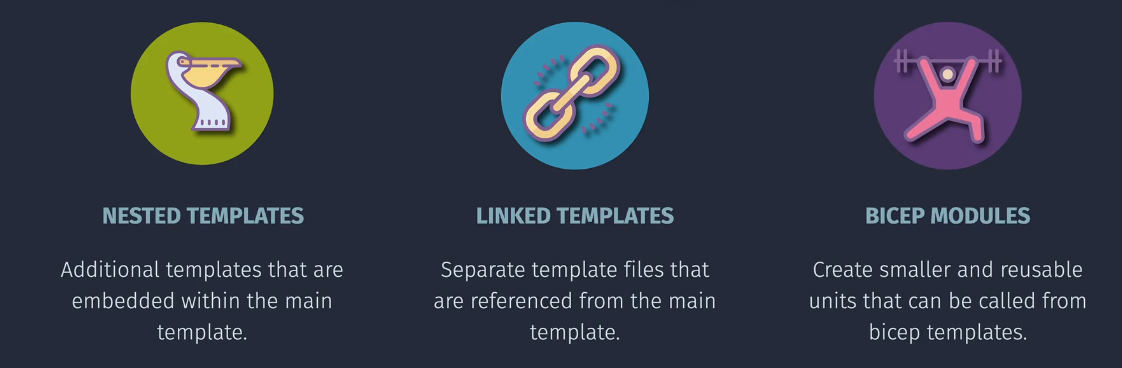 NESTED TEMPLATES
Additional templates that are
embedded within the main
template.
LINKED TEMPLATES
Separate template files that
are referenced from the main
template.
BICEP MODULES
Create smaller and reusable
units that can be called from
bicep templates.